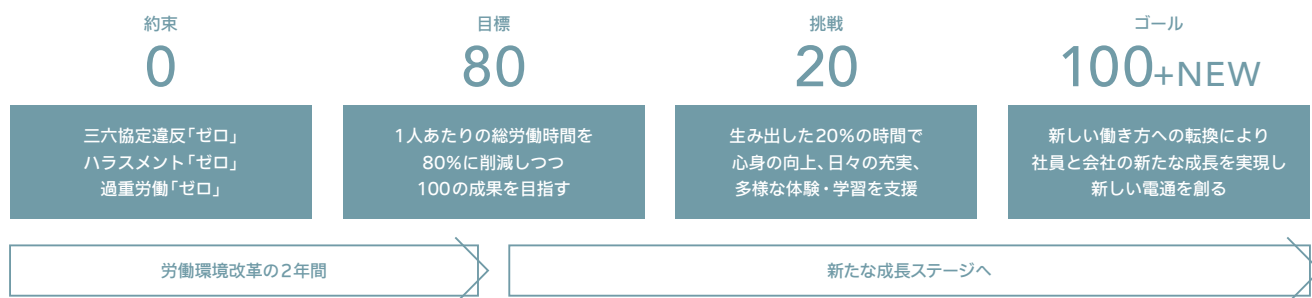 約束
0
三六協定違反「ゼロ」
ハラスメント「ゼロ」
過重労働「ゼロ」
目標
80
1人あたりの総労働時間を
80%に削減しつつ
100の成果を目指す
挑戦
20
生み出した20%の時間で
心身の向上、日々の充実、
多様な体験・学習を支援
ゴール
100+NEW
新しい働き方への転換により
社員と会社の新たな成長を実現し
新しい電通を創る
労働環境改革の2年間
新たな成長ステージへ